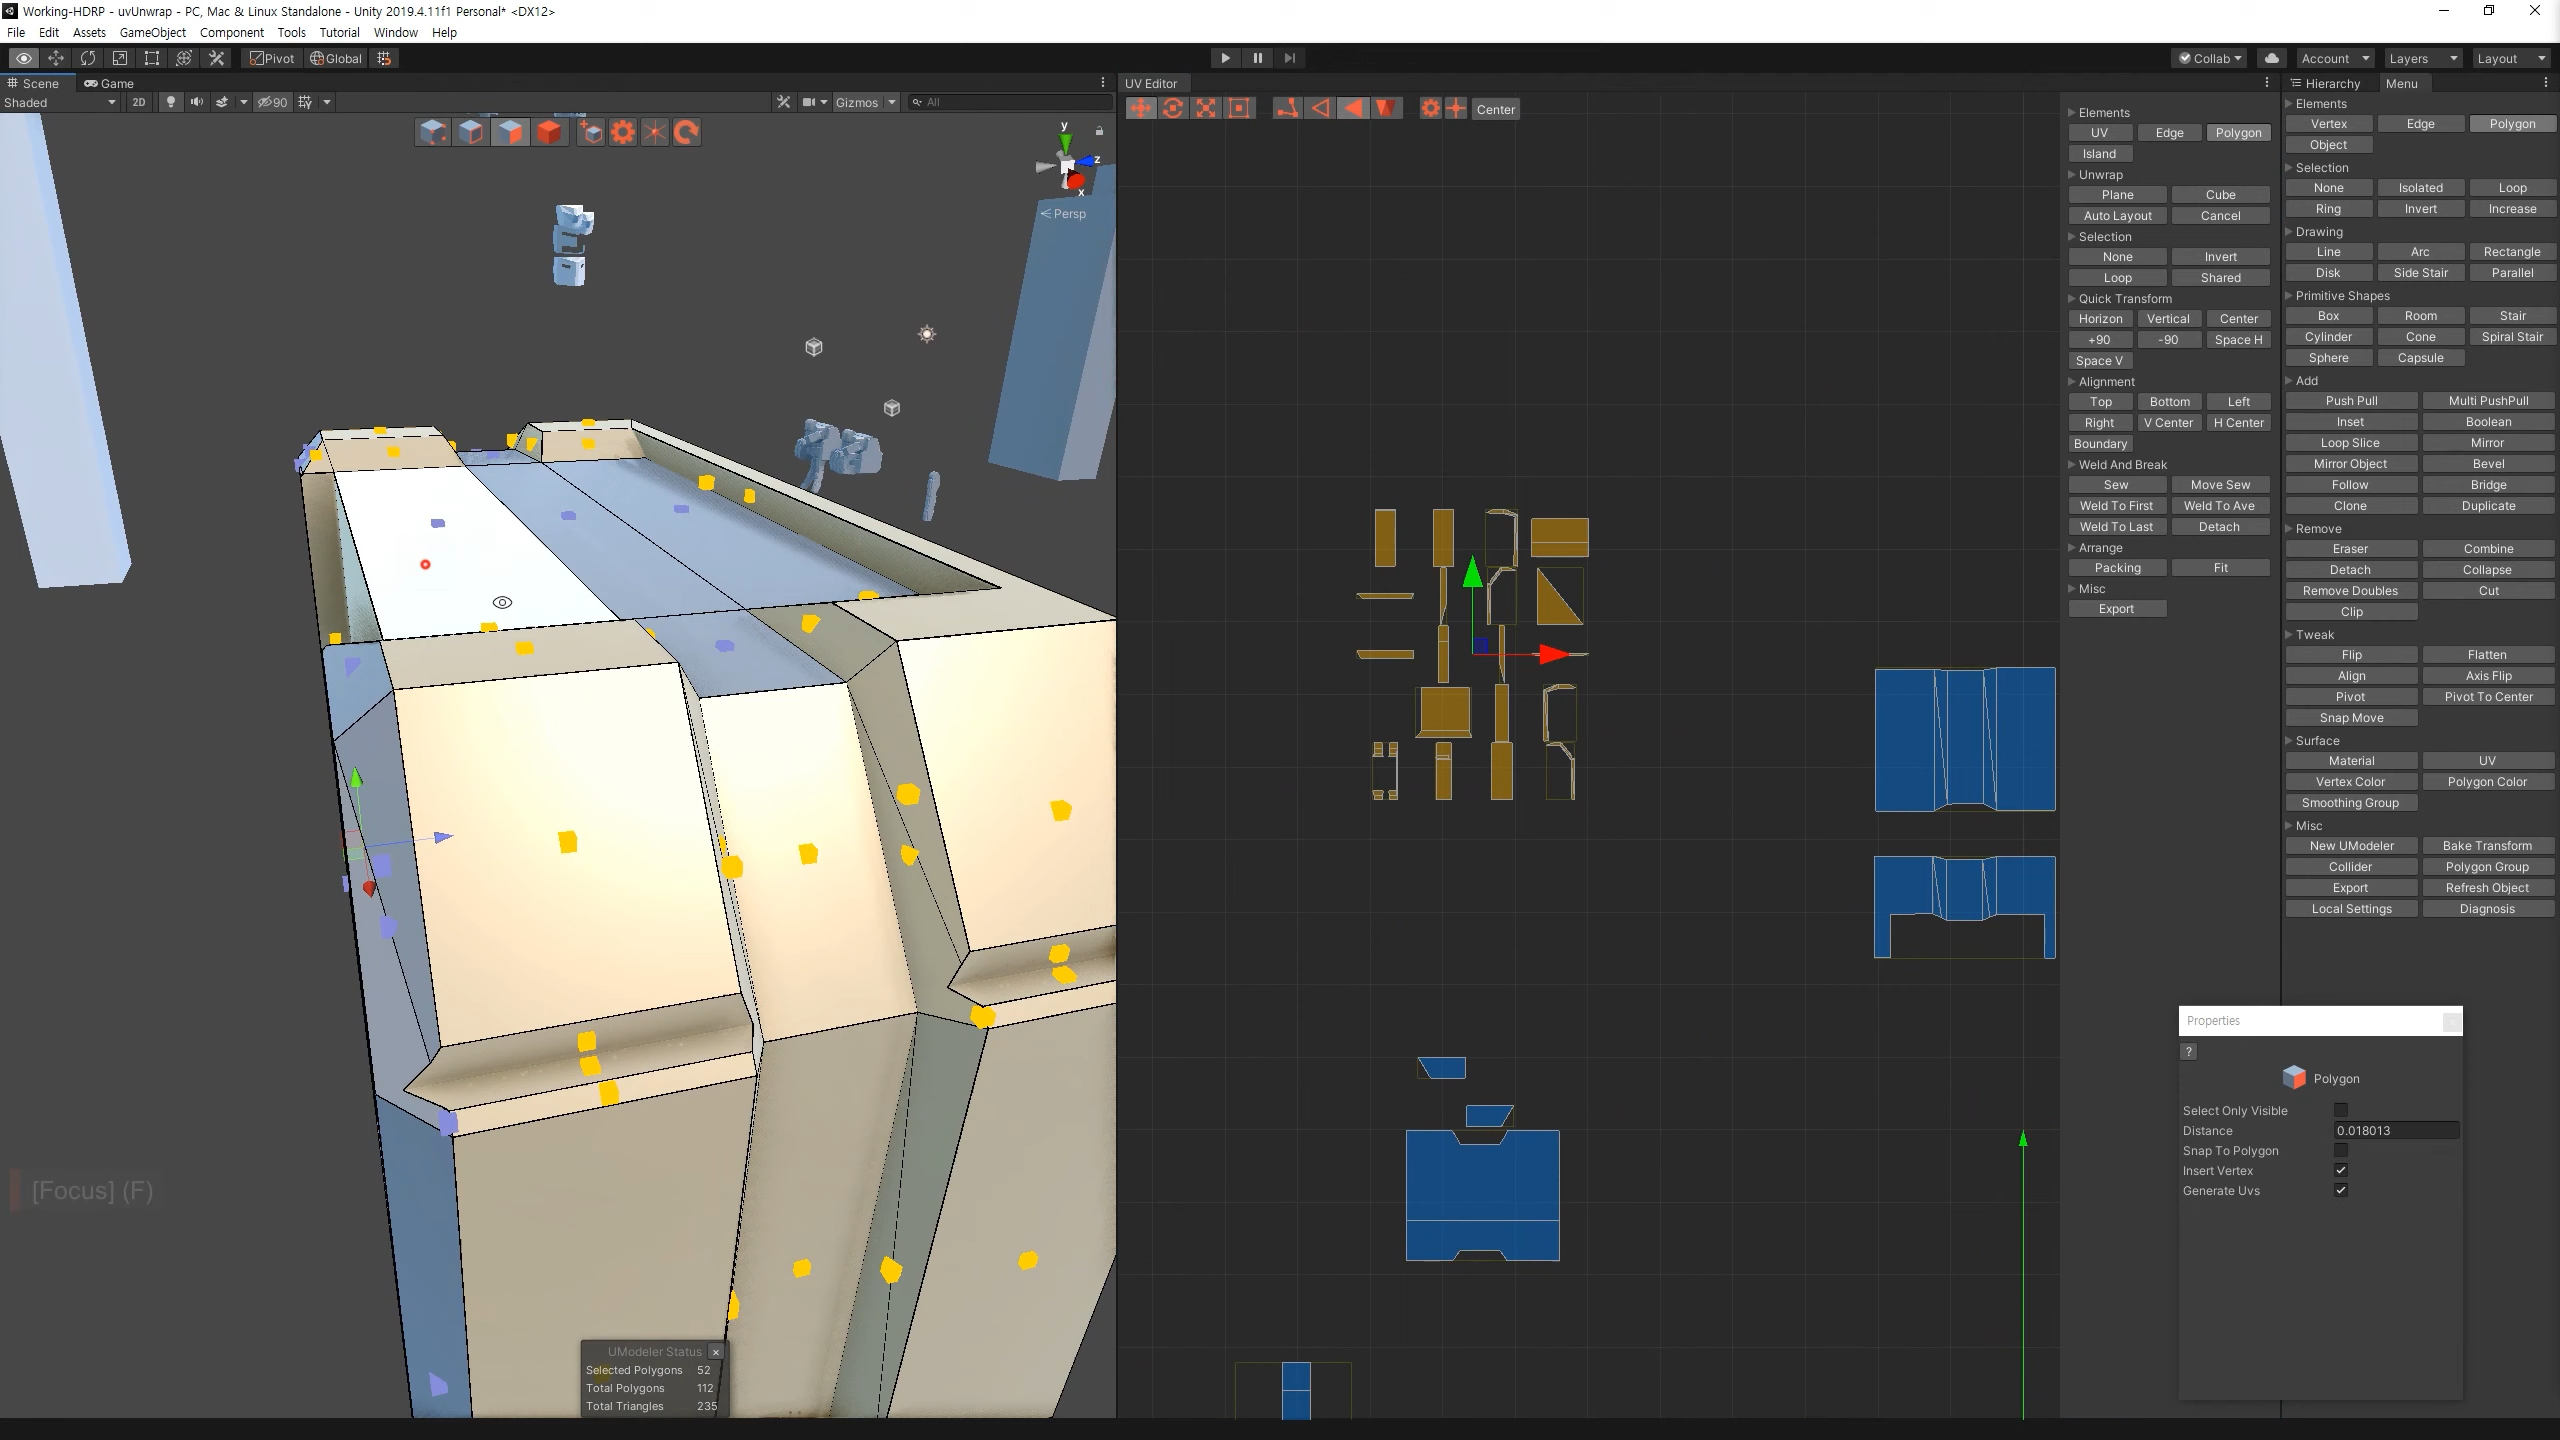 Working-HDRP - uvUnwrap - PC, Mac & Linux Standalone - Unity 2019.4.11f1 Personal* <DX12>
File Edit Assets GameObject Component Tools Tutorial Window Help
Pivot Global Collab Account Layers Layout
Scene Game
Shaded 2D 90 Gizmos All
y
z
x
Persp
[Focus] (F)
UModeler Status
Selected Polygons 52
Total Polygons 112
Total Triangles 235
UV Editor
Center
Elements
UV Edge Polygon
Island
Unwrap
Plane Cube
Auto Layout Cancel
Selection
None Invert
Loop Shared
Quick Transform
Horizon Vertical Center
+90 -90 Space H
Space V
Alignment
Top Bottom Left
Right V Center H Center
Boundary
Weld And Break
Sew Move Sew
Weld To First Weld To Ave
Weld To Last Detach
Arrange
Packing Fit
Misc
Export
Hierarchy Menu
Elements
Vertex Edge Polygon
Object
Selection
None Isolated Loop
Ring Invert Increase
Drawing
Line Arc Rectangle
Disk Side Stair Parallel
Primitive Shapes
Box Room Stair
Cylinder Cone Spiral Stair
Sphere Capsule
Add
Push Pull Multi PushPull
Inset Boolean
Loop Slice Mirror
Mirror Object Bevel
Follow Bridge
Clone Duplicate
Remove
Eraser Combine
Detach Collapse
Remove Doubles Cut
Clip
Tweak
Flip Flatten
Align Axis Flip
Pivot Pivot To Center
Snap Move
Surface
Material UV
Vertex Color Polygon Color
Smoothing Group
Misc
New UModeler Bake Transform
Collider Polygon Group
Export Refresh Object
Local Settings Diagnosis
Properties
?
Polygon
Select Only Visible
Distance 0.018013
Snap To Polygon
Insert Vertex
Generate Uvs